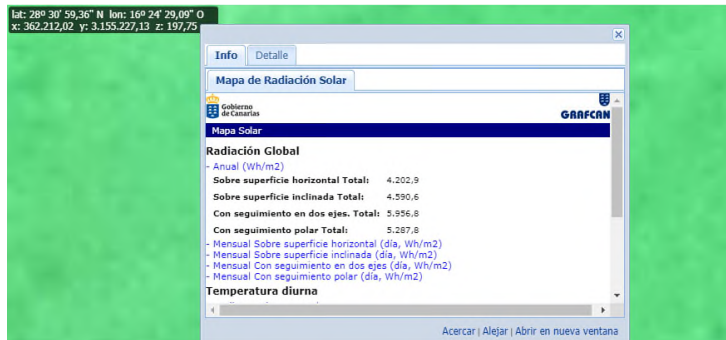 lat: 28º 30' 59,36" N lon: 16º 24' 29,09" O
x: 362.212,02 y: 3.155.227,13 z: 197,75
Info Detalle
Mapa de Radiación Solar
Gobierno
de Canarias
GRAFCAN
Mapa Solar
Radiación Global
- Anual (Wh/m2)
Sobre superficie horizontal Total: 4.202,9
Sobre superficie inclinada Total: 4.590,6
Con seguimiento en dos ejes. Total: 5.956,8
Con seguimiento polar Total: 5.287,8
- Mensual Sobre superficie horizontal (día, Wh/m2)
- Mensual Sobre superficie inclinada (día, Wh/m2)
- Mensual Con seguimiento en dos ejes (día, Wh/m2)
- Mensual Con seguimiento polar (día, Wh/m2)
Temperatura diurna
Acercar | Alejar | Abrir en nueva ventana